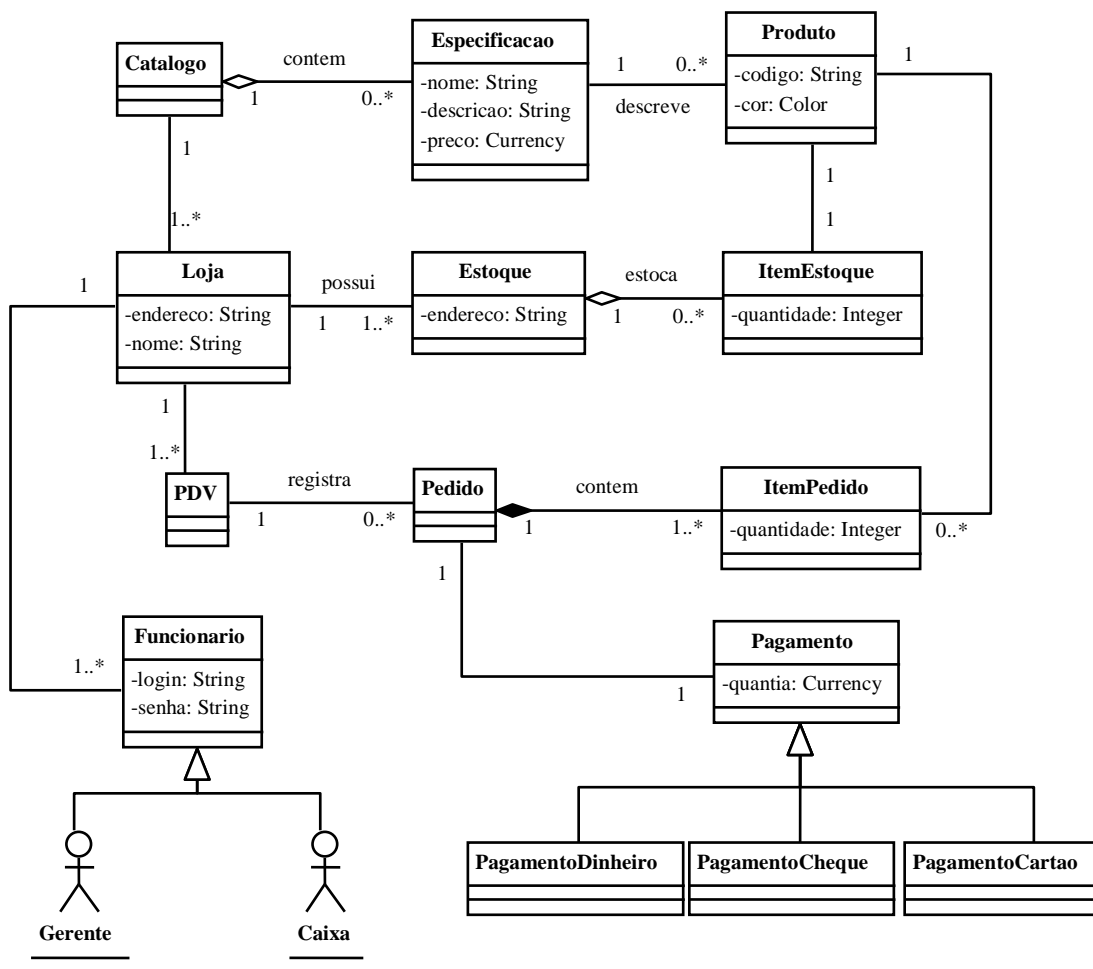 Catalogo
contem
1
0..*
Especificacao
-nome: String
-descricao: String
-preco: Currency
1
0..*
descreve
Produto
-codigo: String
-cor: Color
1
1
1..*
1
1
1
Loja
-endereco: String
-nome: String
possui
1
1..*
Estoque
-endereco: String
estoca
1
0..*
ItemEstoque
-quantidade: Integer
1
1..*
PDV
registra
1
0..*
Pedido
contem
1
1..*
ItemPedido
-quantidade: Integer
0..*
1
Funcionario
-login: String
-senha: String
1..*
1
Pagamento
-quantia: Currency
PagamentoDinheiro
PagamentoCheque
PagamentoCartao
Gerente
Caixa